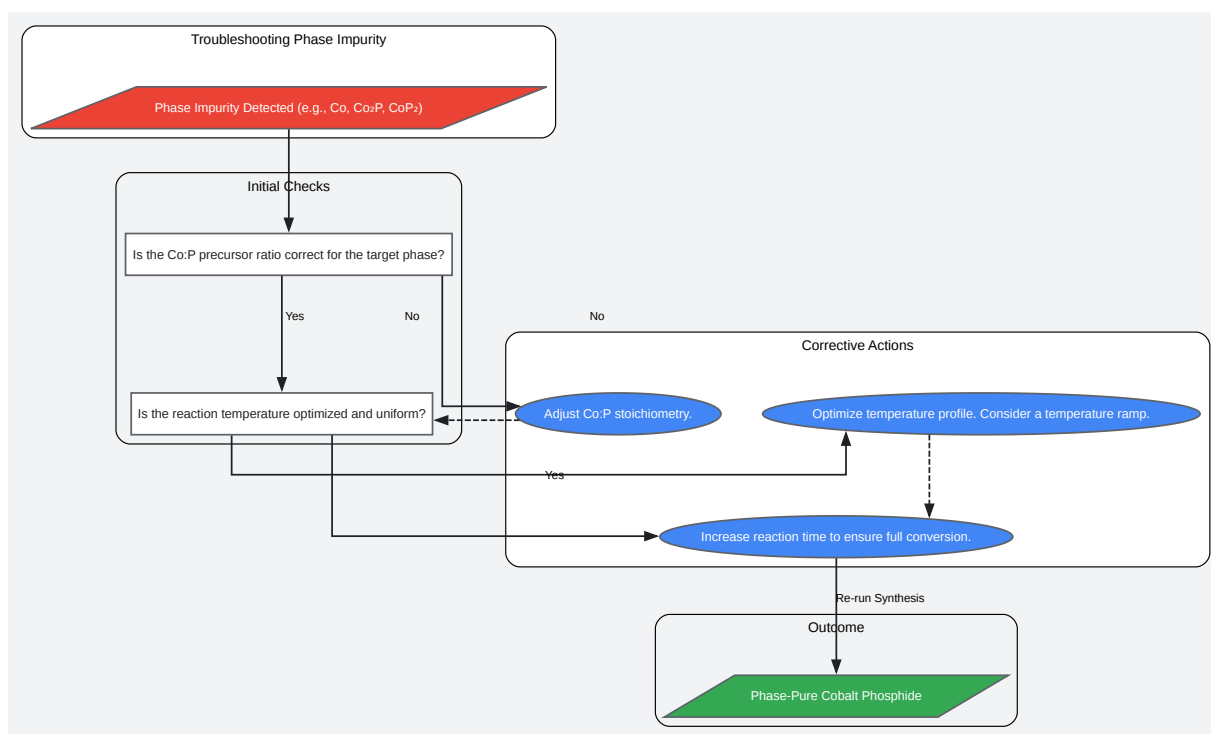 Troubleshooting Phase Impurity
Phase Impurity Detected (e.g., Co, Co₂P, CoP₂)
Initial Checks
Is the Co:P precursor ratio correct for the target phase?
Yes
No
No
Corrective Actions
Is the reaction temperature optimized and uniform?
Adjust Co:P stoichiometry.
Optimize temperature profile. Consider a temperature ramp.
Yes
Increase reaction time to ensure full conversion.
Re-run Synthesis
Outcome
Phase-Pure Cobalt Phosphide